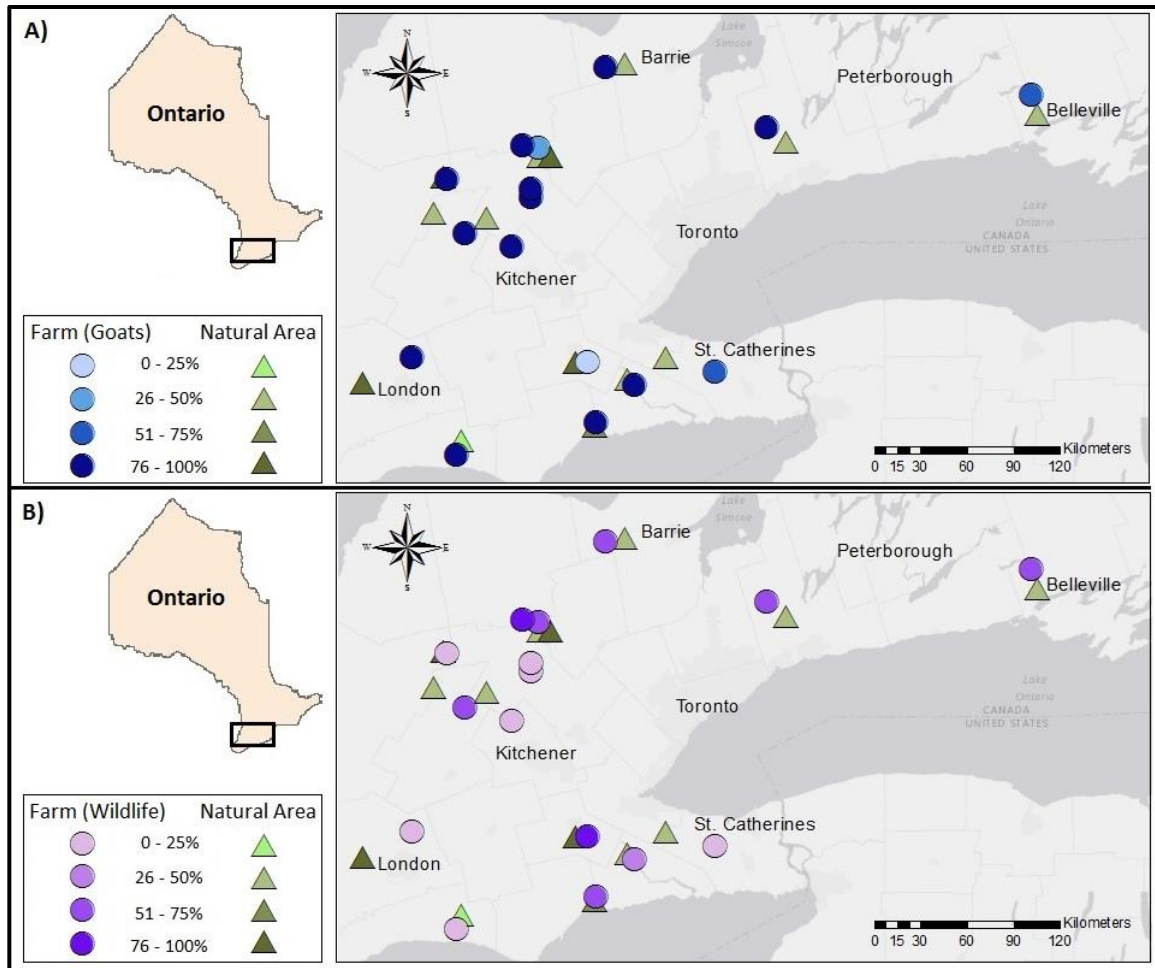 A)
Ontario
Farm (Goats) Natural Area
0 - 25%
26 - 50%
51 - 75%
76 - 100%
N
W E
S
Lake
Simcoe
Barrie
Peterborough
Belleville
Lake
Ontario
Toronto
CANADA
UNITED STATES
Kitchener
St. Catherines
London
Kilometers
0 15 30 60 90 120
B)
Ontario
Farm (Wildlife) Natural Area
0 - 25%
26 - 50%
51 - 75%
76 - 100%
N
W E
S
Lake
Simcoe
Barrie
Peterborough
Belleville
Lake
Ontario
Toronto
CANADA
UNITED STATES
Kitchener
St. Catherines
London
Kilometers
0 15 30 60 90 120